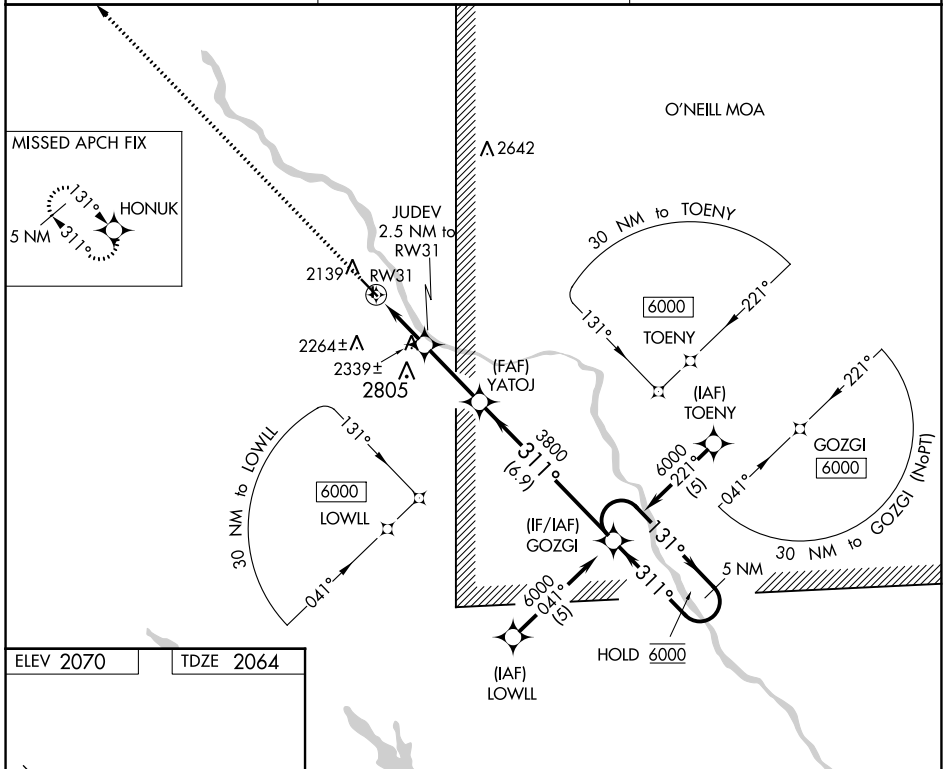 O'NEILL MOA
MISSED APCH FIX
131°
HONUK
5 NM
311°
2642
JUDEV
2.5 NM to
RW31
30 NM to TOENY
2139
RW31
6000
TOENY
131°
221°
2264±
2339±
2805
(FAF)
YATOJ
(IAF)
TOENY
221°
GOZGI
6000
041°
30 NM to GOZGI (NoPT)
30 NM to LOWLL
131°
6000
LOWLL
041°
3800
311°
(6.9)
6000
221°
(5)
(IF/IAF)
GOZGI
131°
311°
5 NM
6000
041°
(5)
HOLD 6000
(IAF)
LOWLL
ELEV 2070
TDZE 2064